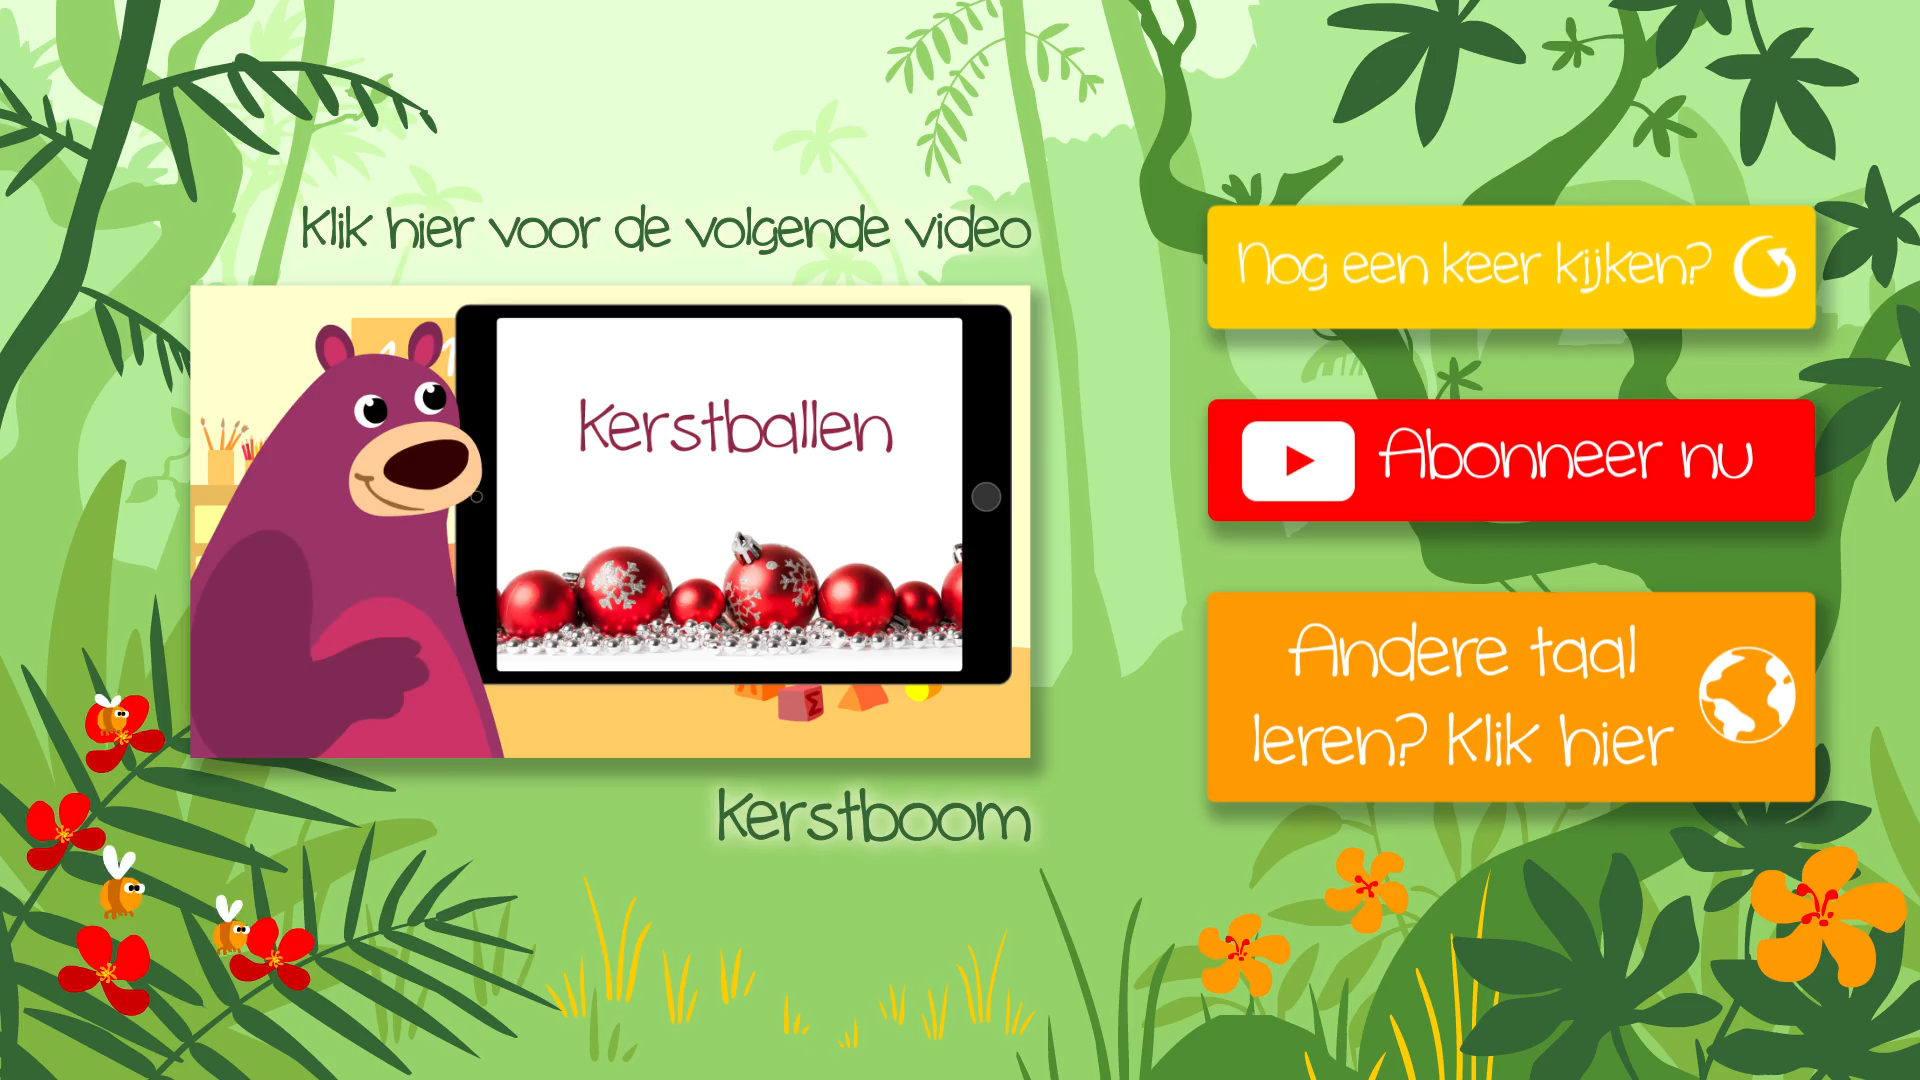 Klik hier voor de volgende video
Kerstballen
Kerstboom
Nog een keer kijken?
Abonneer nu
Andere taal
leren? Klik hier